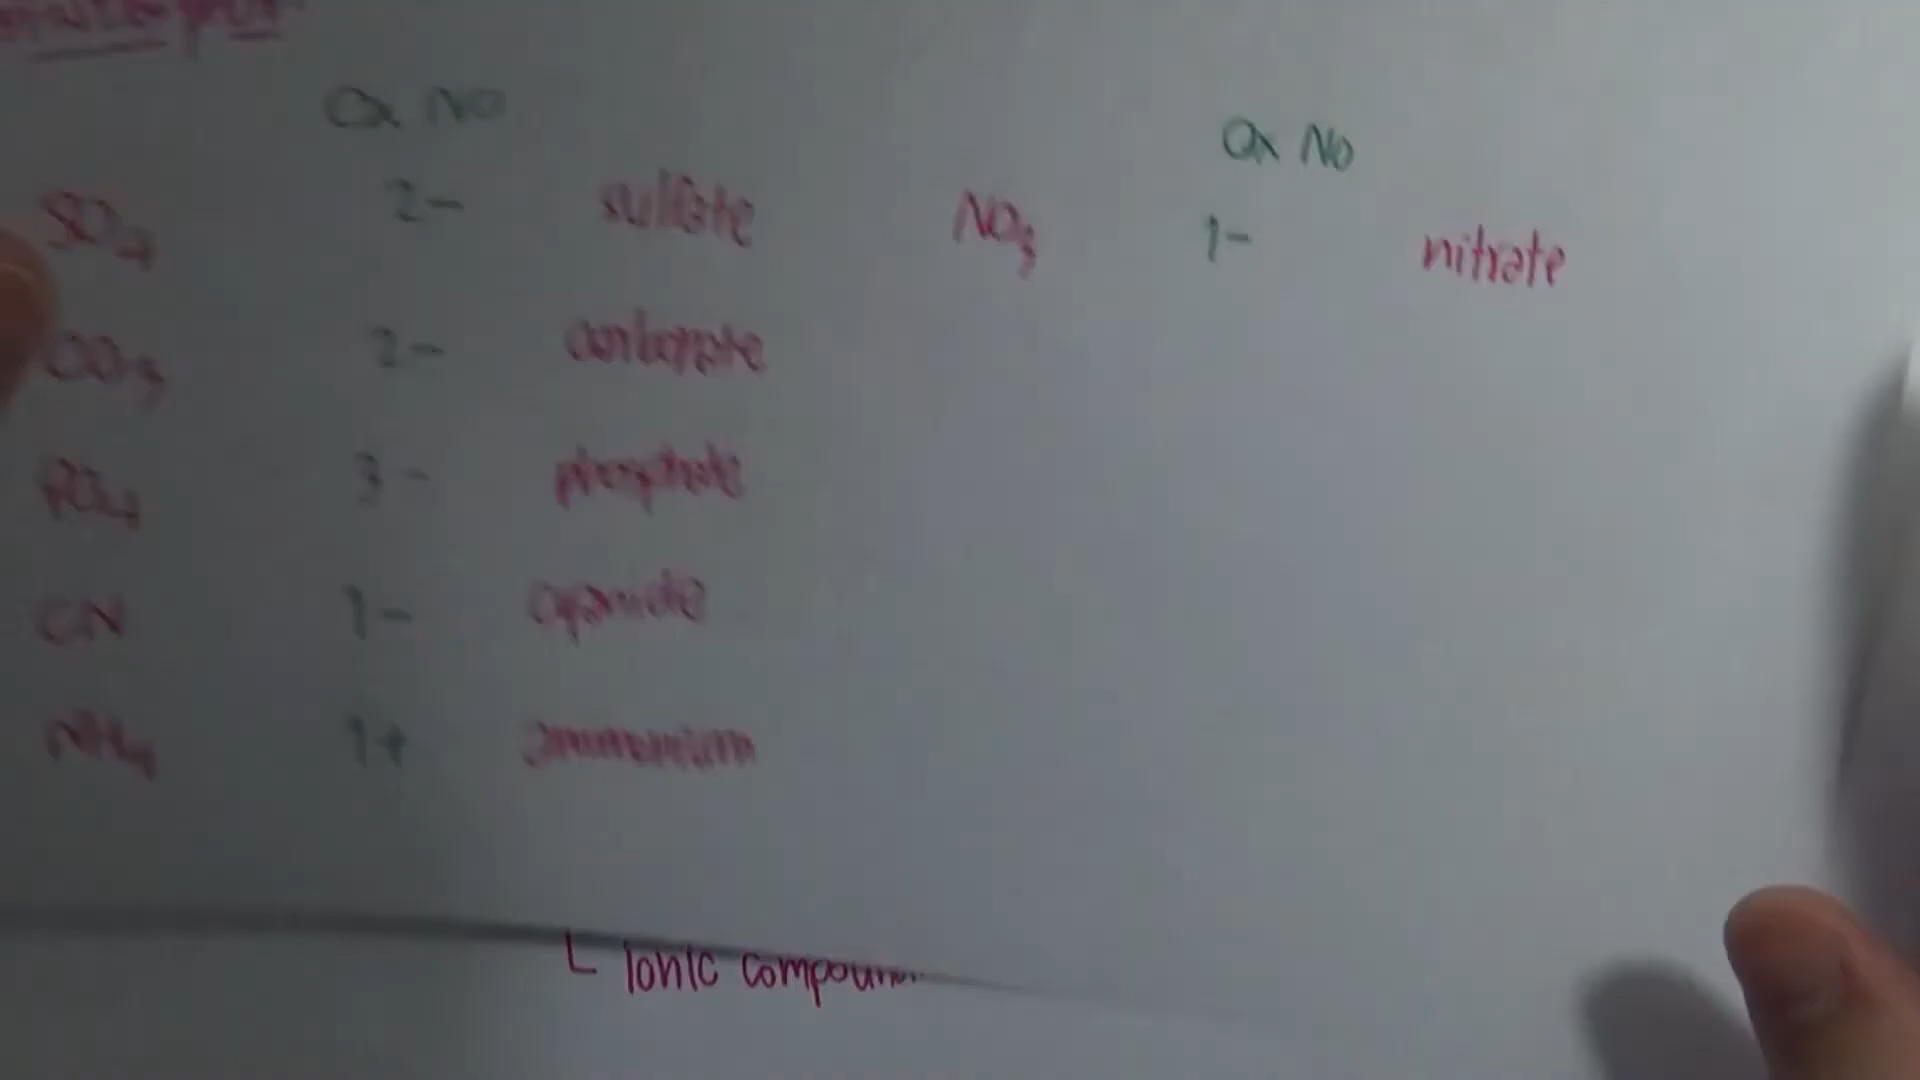 Ox No
Ox No
SO4 2- sulfate NO3 1- nitrate
CO3 2- carbonate
PO4 3- phosphate
CN 1- cyanide
NH4 1+ ammonium
Ionic